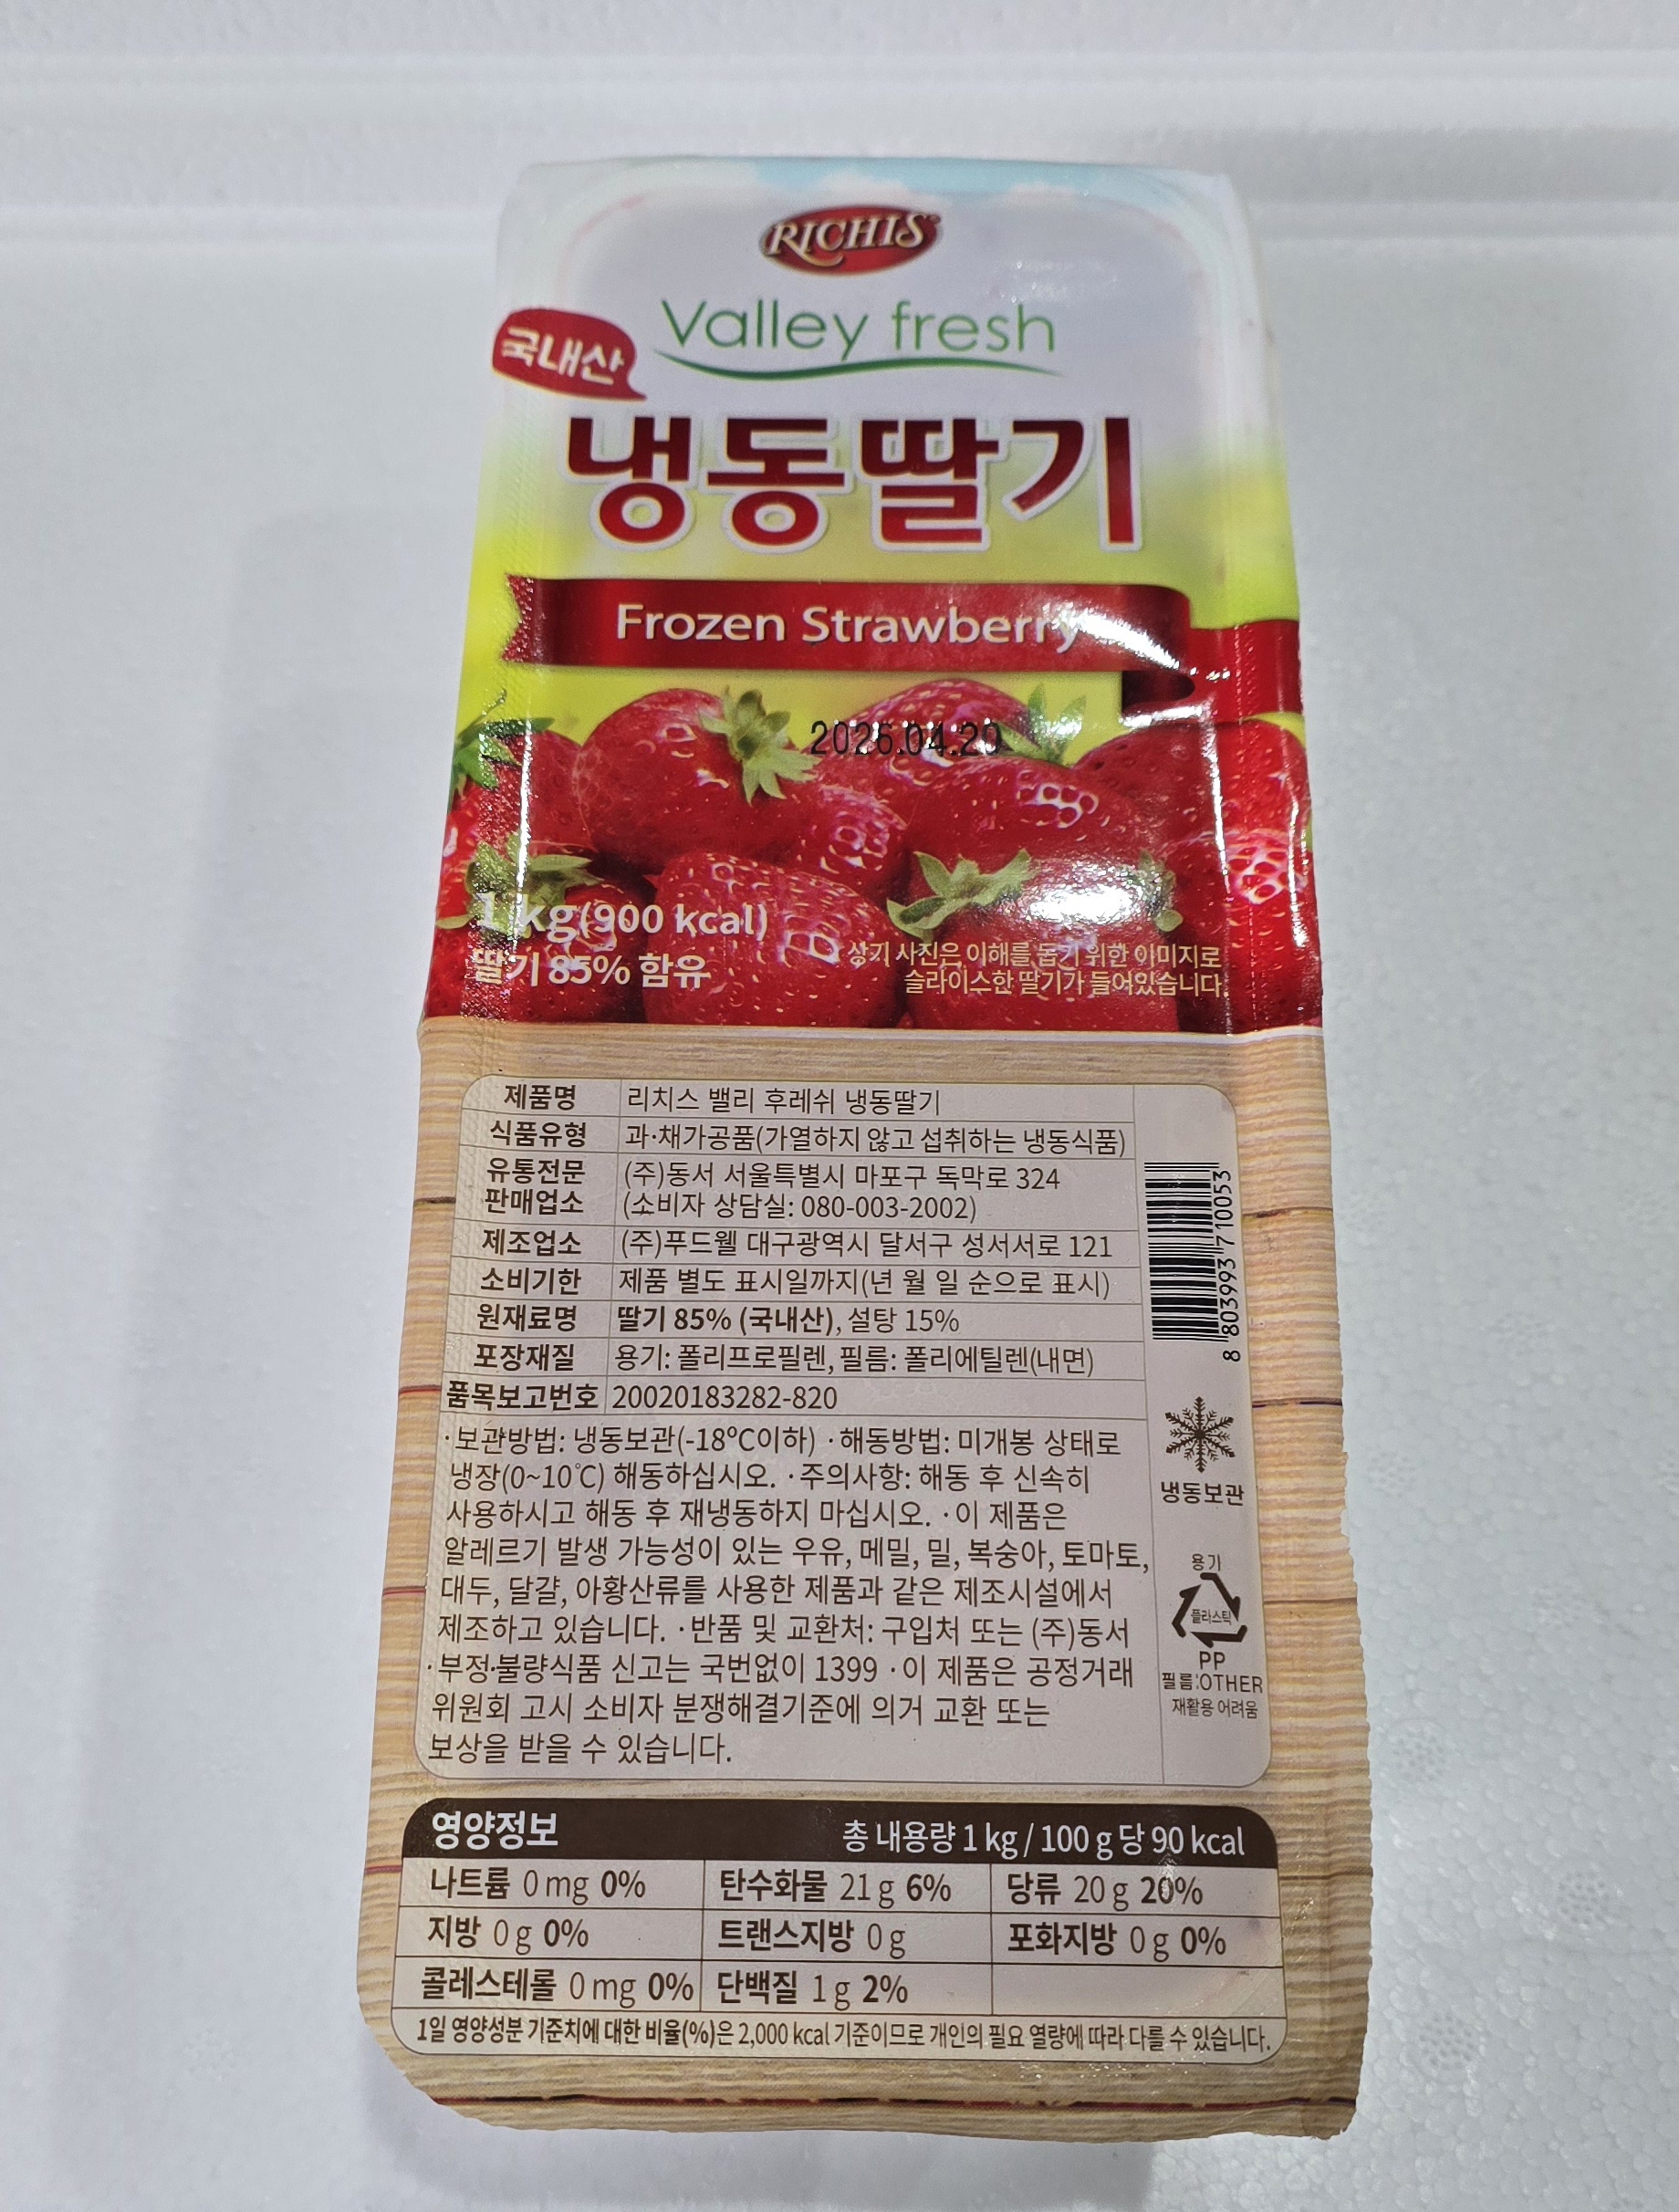 RICHIS
국내산
Valley fresh
냉동딸기
Frozen Strawberry
2026.04.20
1 kg(900 kcal)
딸기 85% 함유
상기 사진은 이해를 돕기 위한 이미지로
슬라이스한 딸기가 들어있습니다.
제품명 리치스 밸리 후레쉬 냉동딸기
식품유형 과·채가공품(가열하지 않고 섭취하는 냉동식품)
유통전문 (주)동서 서울특별시 마포구 독막로 324
판매업소 (소비자 상담실: 080-003-2002)
제조업소 (주)푸드웰 대구광역시 달서구 성서서로 121
소비기한 제품 별도 표시일까지(년 월 일 순으로 표시)
원재료명 딸기 85% (국내산), 설탕 15%
포장재질 용기: 폴리프로필렌, 필름: 폴리에틸렌(내면)
품목보고번호 20020183282-820
·보관방법: 냉동보관(-18℃이하) ·해동방법: 미개봉 상태로
냉장(0~10℃) 해동하십시오. ·주의사항: 해동 후 신속히
사용하시고 해동 후 재냉동하지 마십시오. ·이 제품은
알레르기 발생 가능성이 있는 우유, 메밀, 밀, 복숭아, 토마토,
대두, 달걀, 아황산류를 사용한 제품과 같은 제조시설에서
제조하고 있습니다. ·반품 및 교환처: 구입처 또는 (주)동서
·부정·불량식품 신고는 국번없이 1399 ·이 제품은 공정거래
위원회 고시 소비자 분쟁해결기준에 의거 교환 또는
보상을 받을 수 있습니다.
8 803993 710053
냉동보관
용기
플라스틱
PP
필름:OTHER
재활용 어려움
영양정보 총 내용량 1 kg / 100 g 당 90 kcal
나트륨 0 mg 0% 탄수화물 21 g 6% 당류 20 g 20%
지방 0 g 0% 트랜스지방 0 g 포화지방 0 g 0%
콜레스테롤 0 mg 0% 단백질 1 g 2%
1일 영양성분 기준치에 대한 비율(%)은 2,000 kcal 기준이므로 개인의 필요 열량에 따라 다를 수 있습니다.